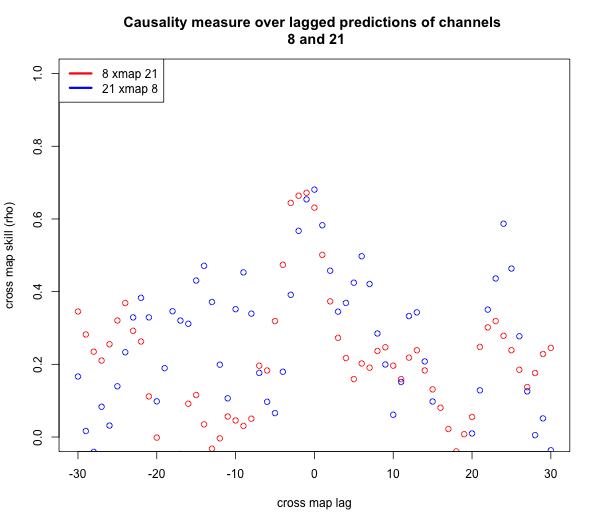 Causality measure over lagged predictions of channels
8 and 21
8 xmap 21
21 xmap 8
cross map skill (rho)
1.0
0.8
0.6
0.4
0.2
0.0
-30
-20
-10
0
10
20
30
cross map lag